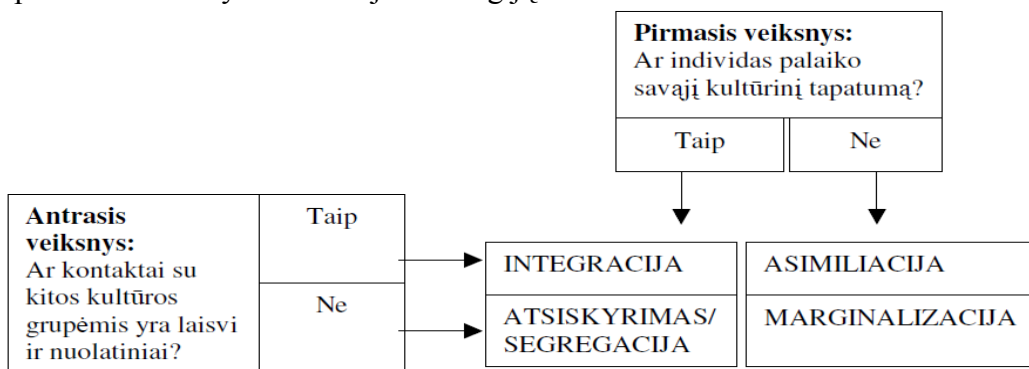 Pirmasis veiksnys:
Ar individas palaiko
savąjį kultūrinį tapatumą?
Taip
Ne
Antrasis
veiksnys:
Ar kontaktai su
kitos kultūros
grupėmis yra laisvi
ir nuolatiniai?
Taip
Ne
INTEGRACIJA
ASIMILIACIJA
ATSISKYRIMAS/
SEGREGACIJA
MARGINALIZACIJA